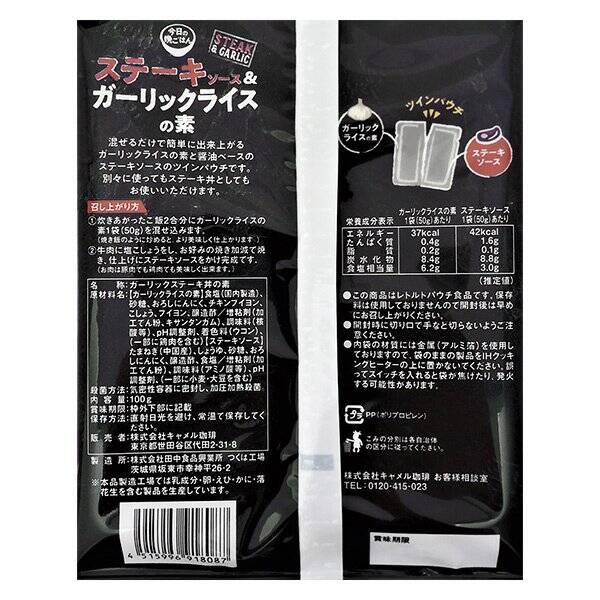 今日の
晩ごはん
STEAK
& GARLIC
ステーキソース&
ガーリックライス
の素
混ぜるだけで簡単に出来上がる
ガーリックライスの素と醤油ベースの
ステーキソースのツインパウチです。
別々に使ってもステーキ丼としても
お使いいただけます。
召し上がり方
①炊きあがったご飯2合分にガーリックライスの
素1袋(50g)を混ぜ込みます。
(焼き飯のように炒めると、より美味しく仕上がります。)
②牛肉に塩こしょうをし、お好みの焼き加減で焼
き、仕上げにステーキソースをかけ完成です。
(お肉は豚肉でも鶏肉でも美味しく出来ます。)
名称:ガーリックステーキ丼の素
原材料名:【ガーリックライスの素】食塩(国内製造)、
砂糖、おろしにんにく、チキンブイヨン、
こしょう、ブイヨン、醸造酢/増粘剤(加
工でん粉、キサンタンガム)、調味料(核
酸等)、pH調整剤、着色料(ウコン)、
(一部に鶏肉を含む)【ステーキソース】
たまねぎ(中国産)、しょうゆ、砂糖、おろ
しにんにく、醸造酢、食塩/増粘剤(加
工でん粉)、調味料(アミノ酸等)、pH
調整剤、(一部に小麦・大豆を含む)
殺菌方法:気密性容器に密封し、加圧加熱殺菌
内容量:100g
賞味期限:枠外下部に記載
保存方法:直射日光を避け、常温で保存してく
ださい。
販売者:株式会社キャメル珈琲
東京都世田谷区代田2-31-8
製造所:株式会社田中食品興業所 つくば工場
茨城県坂東市幸神平26-2
※本品製造工場では乳成分・卵・えび・かに・落
花生を含む製品を生産しています。
4 515996 918087
ツインパウチ
ガーリック
ライスの素
ステーキ
ソース
栄養成分表示 ガーリックライスの素 1袋(50g)あたり ステーキソース 1袋(50g)あたり
エネルギー 37kcal 42kcal
たんぱく質 0.4g 1.6g
脂質 0.2g 0.1g
炭水化物 8.4g 8.8g
食塩相当量 6.2g 3.0g
(推定値)
●この商品はレトルトパウチ食品です。保存
料は使用しておりませんので開封後は早め
にお召し上がりください。
●開封時に切り口で手など切らないようご注
意ください。
●内袋の材質には金属(アルミ箔)を使用し
ておりますので、袋のままの製品をIHクッキ
ングヒーターの上に置かないでください。誤
ってスイッチを入れると袋が焦げたり、発火
する可能性があります。
プラ PP(ポリプロピレン)
ごみの分別は各自治体
の区分に従ってください。
株式会社キャメル珈琲 お客様相談室
TEL:0120-415-023
賞味期限